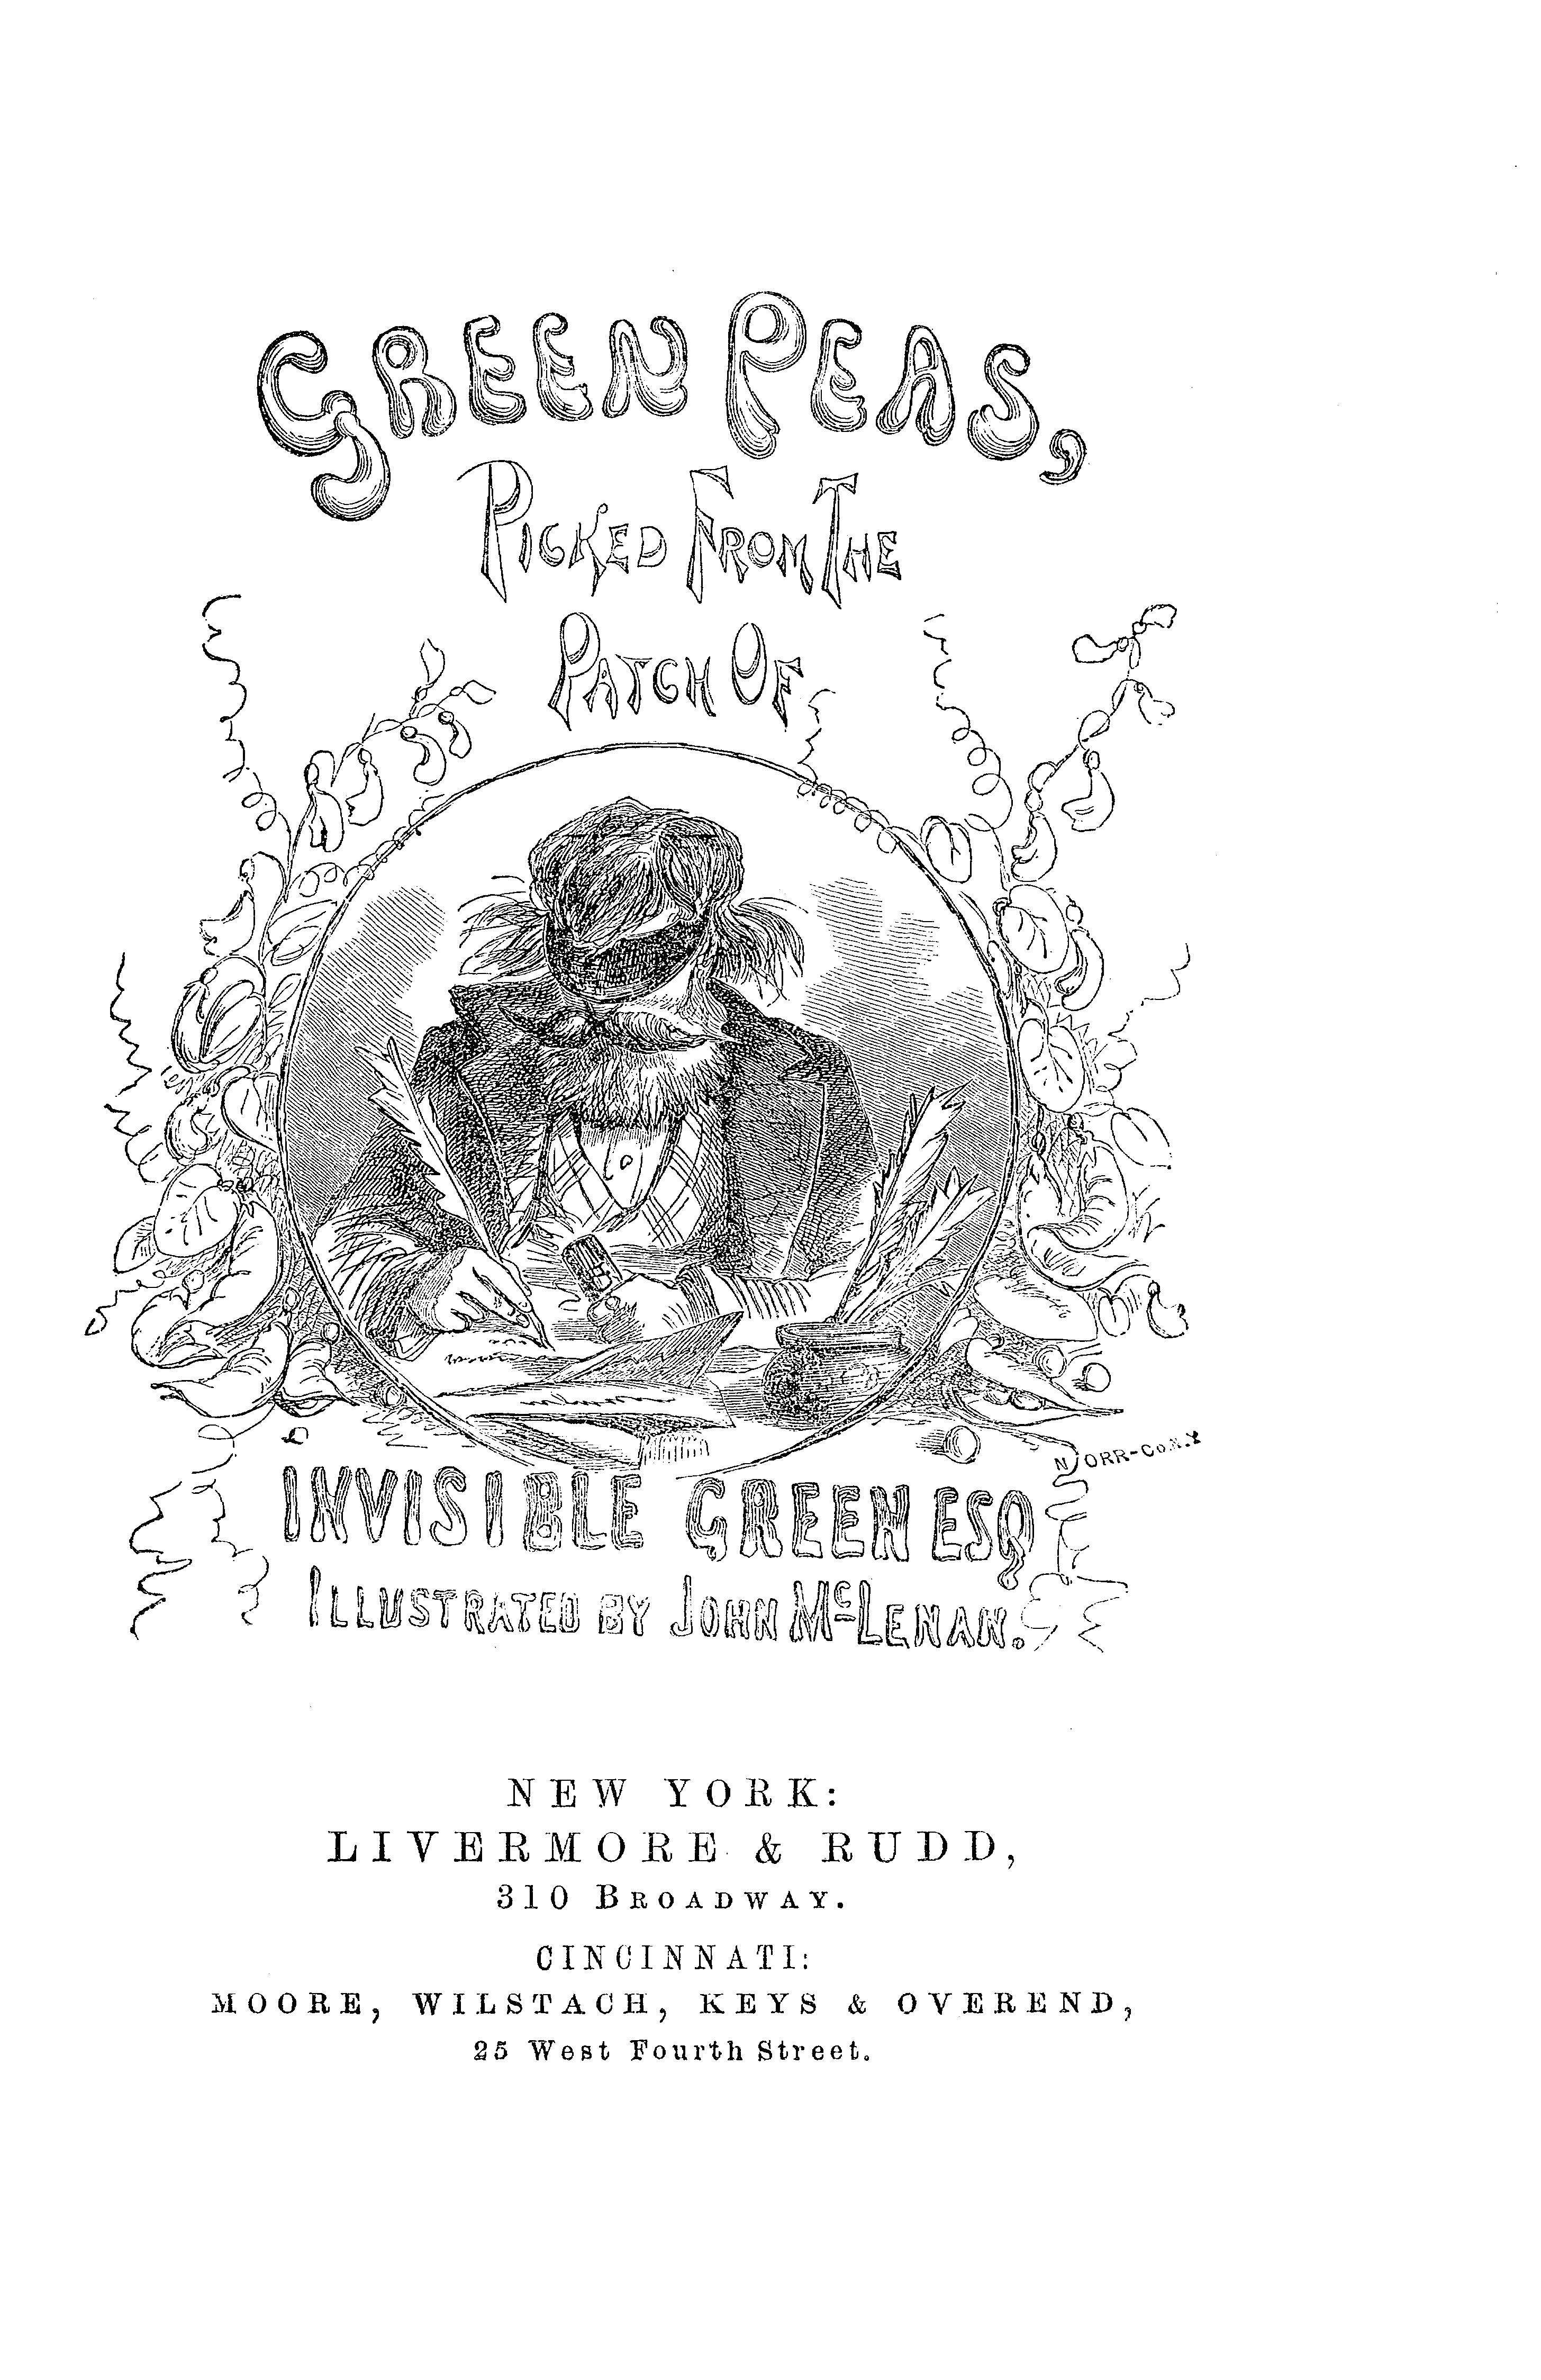 GREEN PEAS,
PICKED FROM THE
PATCH OF
N. ORR-Co. N.Y
INVISIBLE GREEN ESQ
ILLUSTRATED BY JOHN McLENAN.
NEW YORK:
LIVERMORE & RUDD,
310 BROADWAY.
CINCINNATI:
MOORE, WILSTACH, KEYS & OVEREND,
25 West Fourth Street.